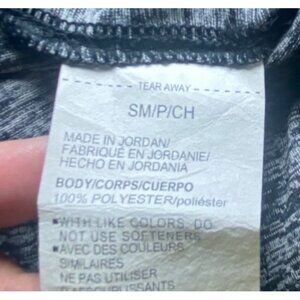 TEAR AWAY
SM/P/CH
MADE IN JORDAN/
FABRIQUÉ EN JORDANIE/
HECHO EN JORDANIA
BODY/CORPS/CUERPO
100% POLYESTER/poliéster
▪WITH LIKE COLORS. DO
NOT USE SOFTENERS
▪AVEC DES COULEURS
SIMILAIRES
NE PAS UTILISER
D'ASSOUPLISSANTS